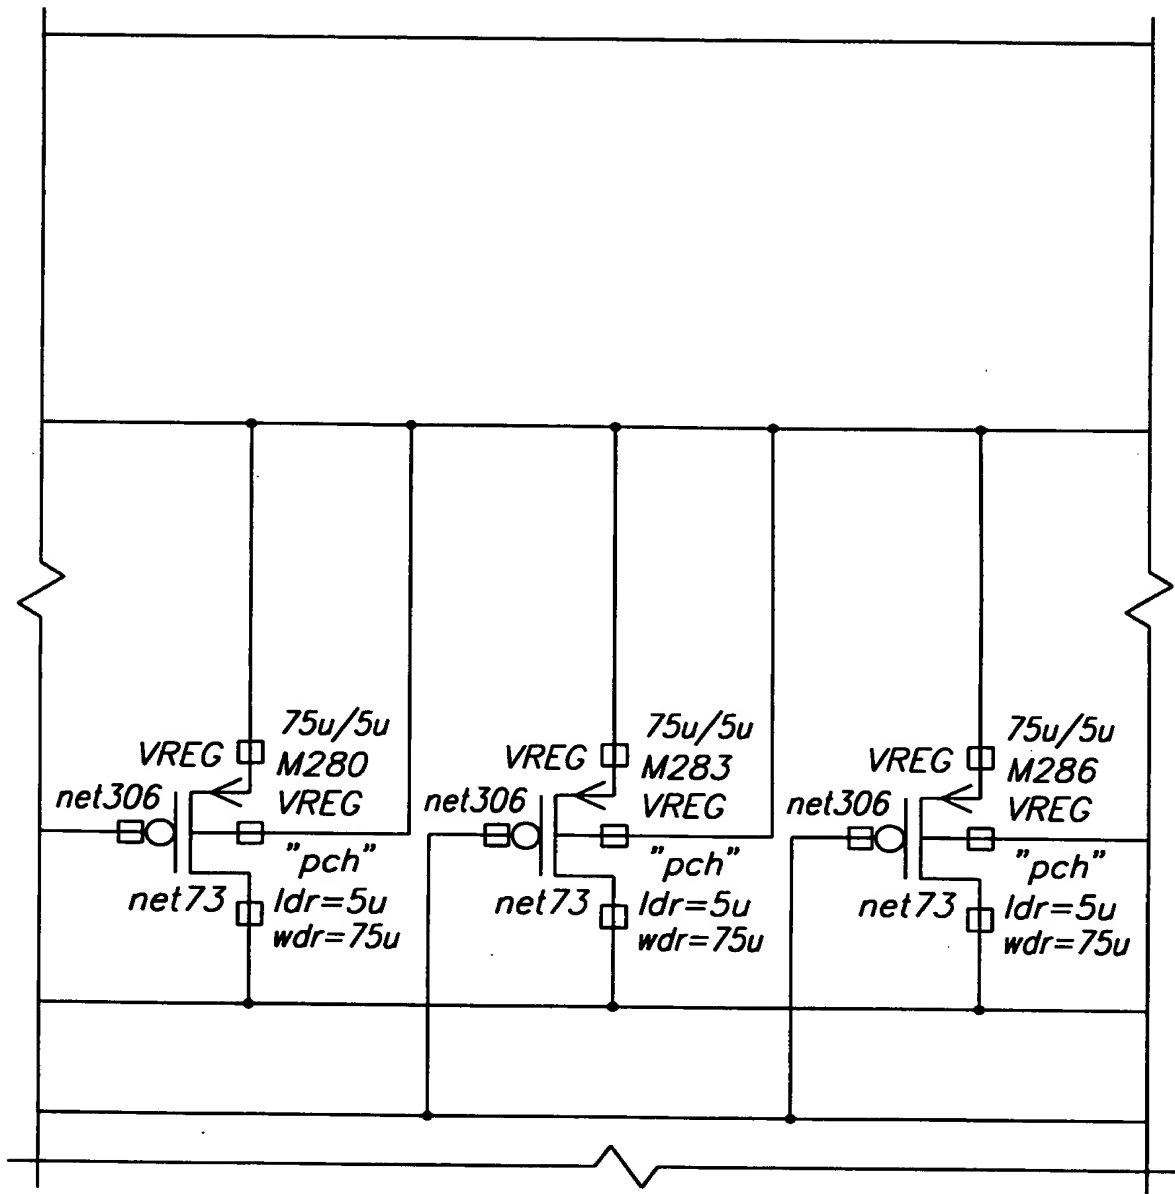 75u/5u
VREG M280
net306 VREG
"pch"
net73 ldr=5u
wdr=75u
75u/5u
VREG M283
net306 VREG
"pch"
net73 ldr=5u
wdr=75u
75u/5u
VREG M286
net306 VREG
"pch"
net73 ldr=5u
wdr=75u